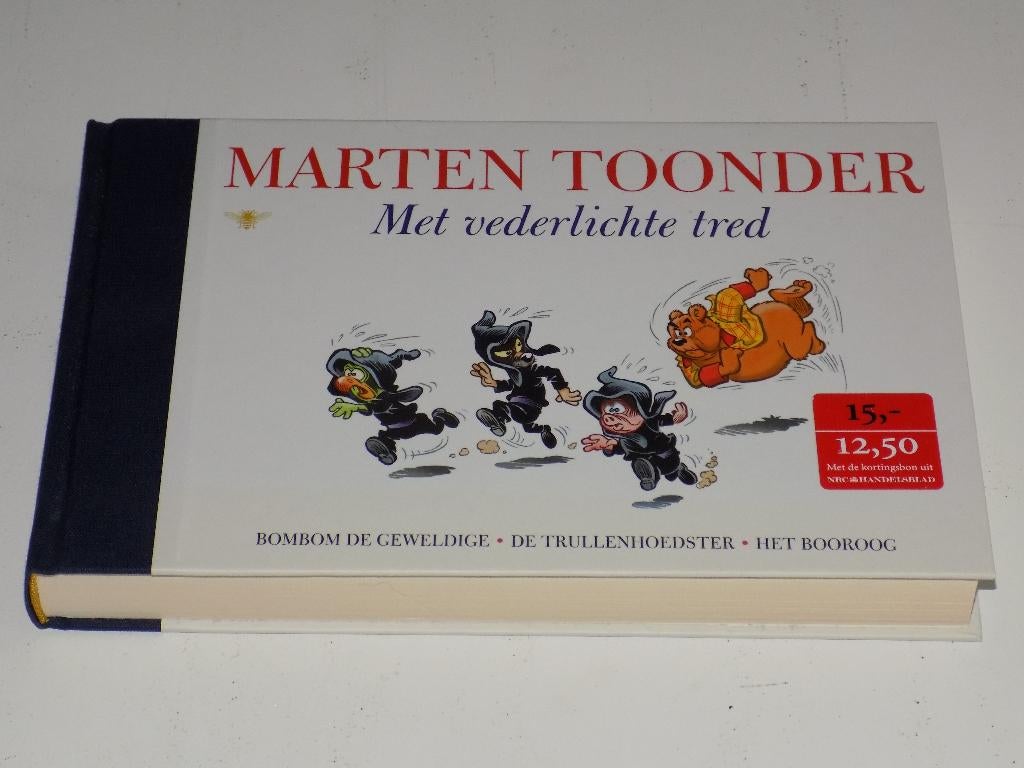 MARTEN TOONDER
Met vederlichte tred
15,-
12,50
Met de kortingsbon uit
NRC HANDELSBLAD
BOMBOM DE GEWELDIGE • DE TRULLENHOEDSTER • HET BOOROOG